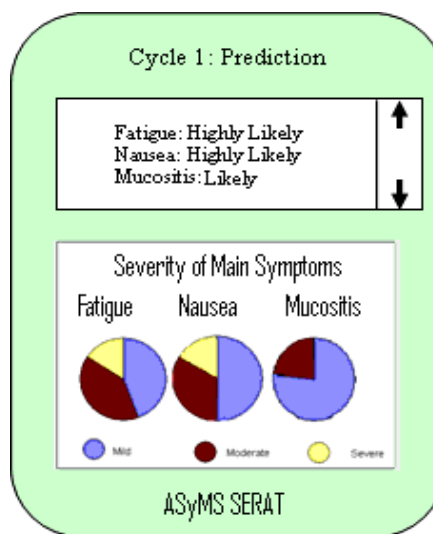 Cycle 1: Prediction
Fatigue: Highly Likely
Nausea: Highly Likely
Mucositis: Likely
Severity of Main Symptoms
Fatigue Nausea Mucositis
Mild Moderate Severe
ASyMS SERAT